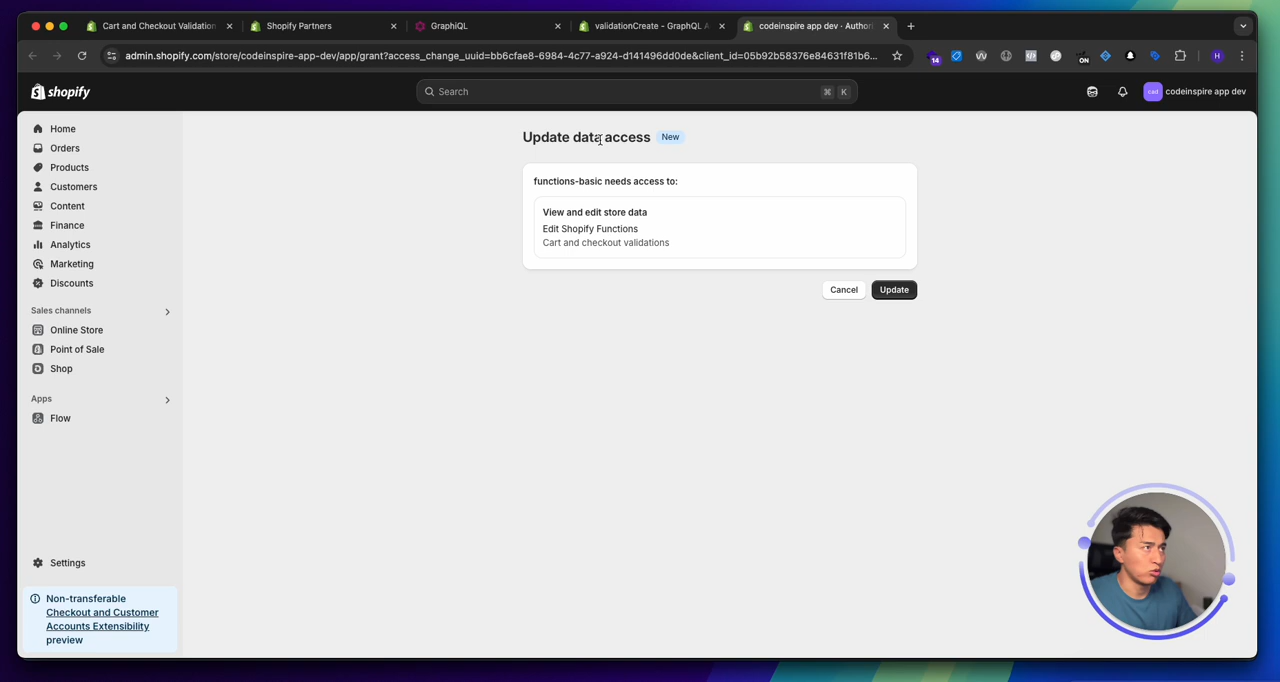 Cart and Checkout Validation
Shopify Partners
GraphiQL
validationCreate - GraphQL A
codeinspire app dev · Authori
admin.shopify.com/store/codeinspire-app-dev/app/grant?access_change_uuid=bb6cfae8-6984-4c77-a924-d141496dd0de&client_id=05b92b58376e84631f81b6...
14
ON
H
shopify
Search
⌘ K
cad
codeinspire app dev
Home
Orders
Products
Customers
Content
Finance
Analytics
Marketing
Discounts
Sales channels
Online Store
Point of Sale
Shop
Apps
Flow
Settings
Non-transferable
Checkout and Customer
Accounts Extensibility
preview
Update data access
New
functions-basic needs access to:
View and edit store data
Edit Shopify Functions
Cart and checkout validations
Cancel
Update